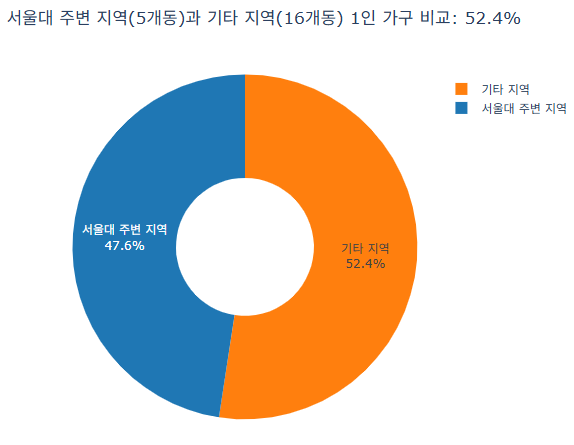 서울대 주변 지역(5개동)과 기타 지역(16개동) 1인 가구 비교: 52.4%
기타 지역
서울대 주변 지역
서울대 주변 지역
47.6%
기타 지역
52.4%